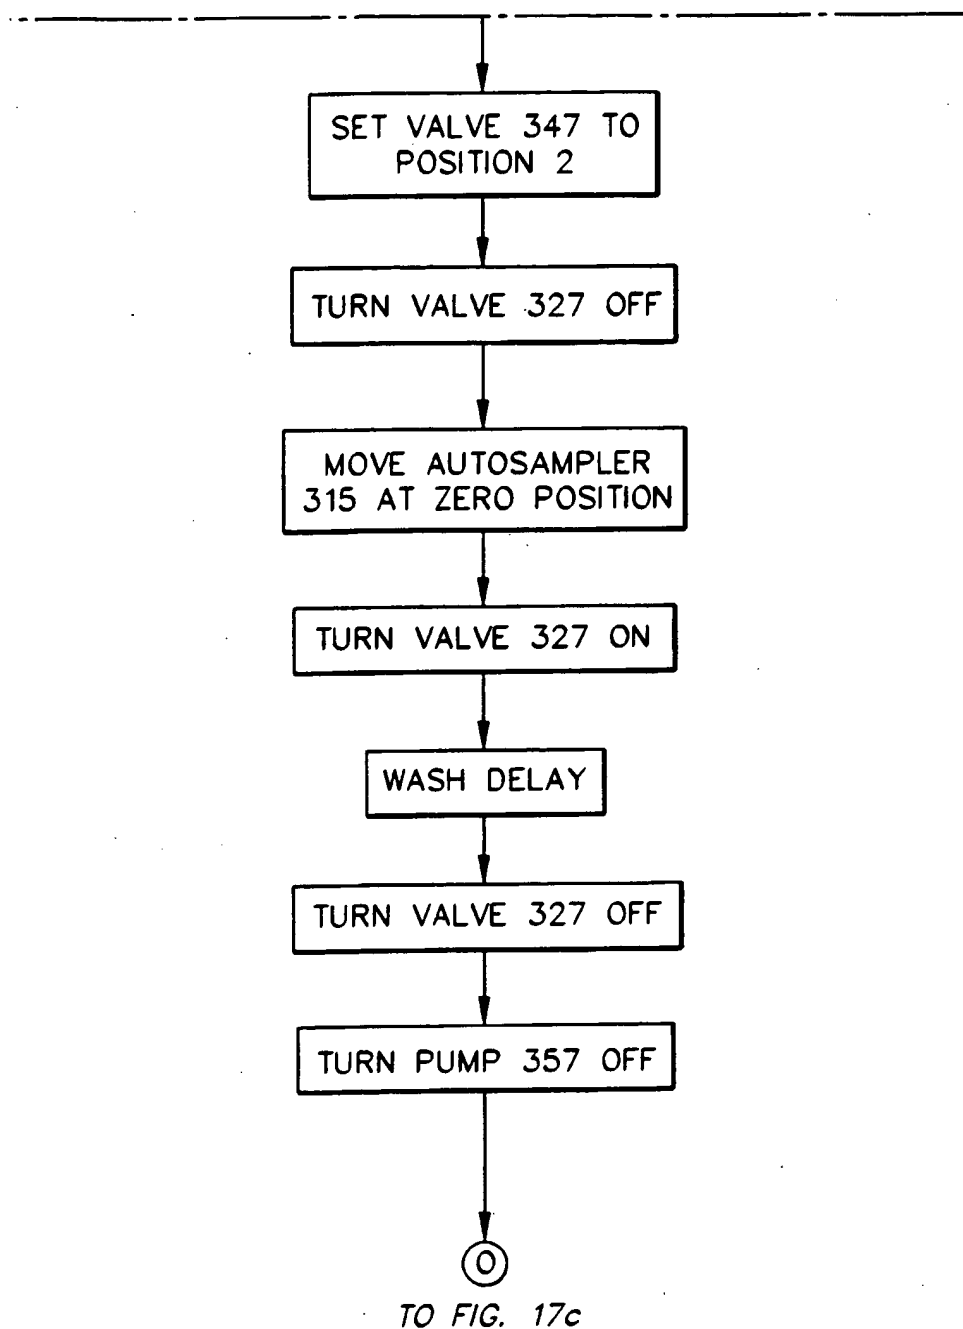 SET VALVE 347 TO
POSITION 2
TURN VALVE 327 OFF
MOVE AUTOSAMPLER
315 AT ZERO POSITION
TURN VALVE 327 ON
WASH DELAY
TURN VALVE 327 OFF
TURN PUMP 357 OFF
O
TO FIG. 17c